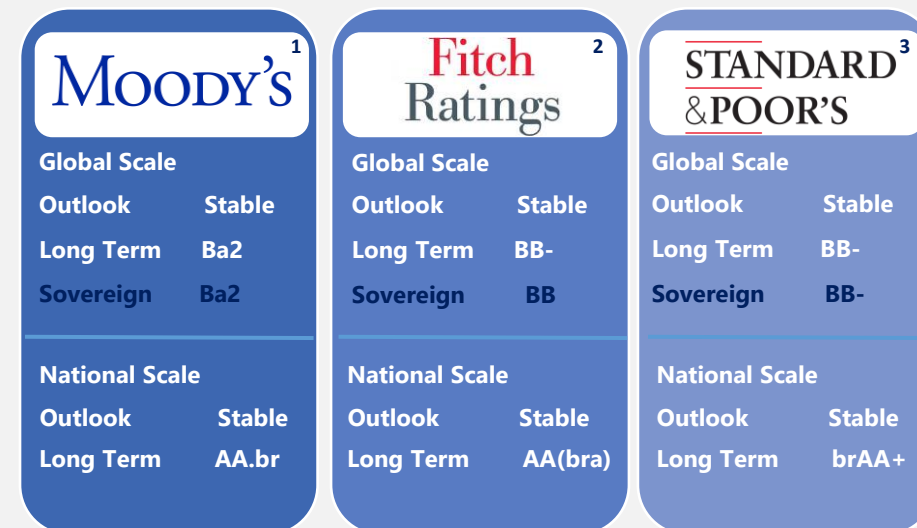 MOODY'S 1
Global Scale
Outlook Stable
Long Term Ba2
Sovereign Ba2
National Scale
Outlook Stable
Long Term AA.br
Fitch 2
Ratings
Global Scale
Outlook Stable
Long Term BB-
Sovereign BB
National Scale
Outlook Stable
Long Term AA(bra)
STANDARD 3
&POOR'S
Global Scale
Outlook Stable
Long Term BB-
Sovereign BB-
National Scale
Outlook Stable
Long Term brAA+